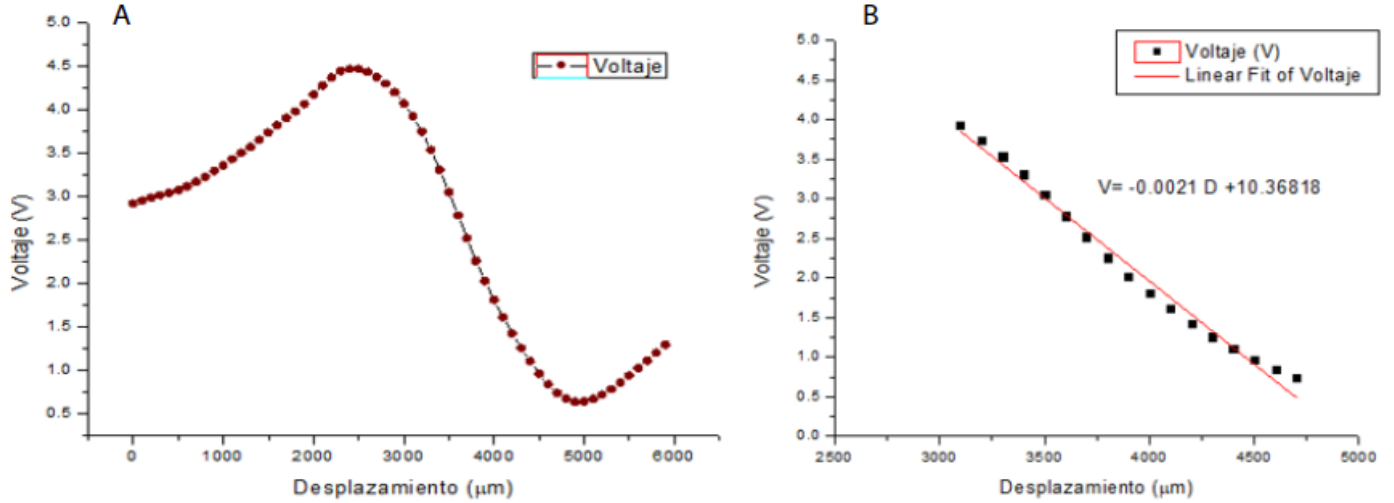 A
5.0
4.5
4.0
3.5
3.0
2.5
2.0
1.5
1.0
0.5
Voltaje (V)
Voltaje
0 1000 2000 3000 4000 5000 6000
Desplazamiento (μm)
B
5.0
4.5
4.0
3.5
3.0
2.5
2.0
1.5
1.0
0.5
0.0
Voltaje (V)
Voltaje (V)
Linear Fit of Voltaje
V= -0.0021 D +10.36818
2500 3000 3500 4000 4500 5000
Desplazamiento (μm)